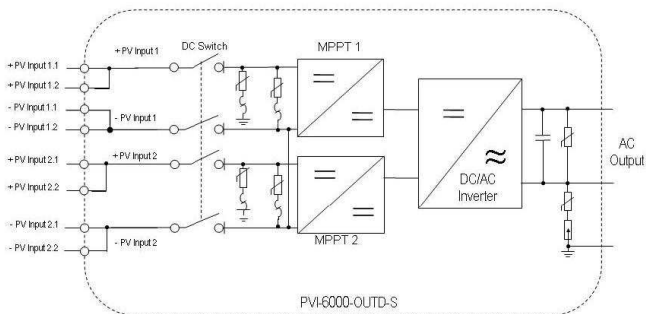 DC Switch
MPPT 1
+ PV Input 1.1
+ PV Input 1
+ PV Input 1.2
- PV Input 1.1
- PV Input 1
- PV Input 1.2
+ PV Input 2.1
+ PV Input 2
+ PV Input 2.2
- PV Input 2.1
- PV Input 2
- PV Input 2.2
MPPT 2
DC/AC
Inverter
AC
Output
PVI-6000-OUTD-S